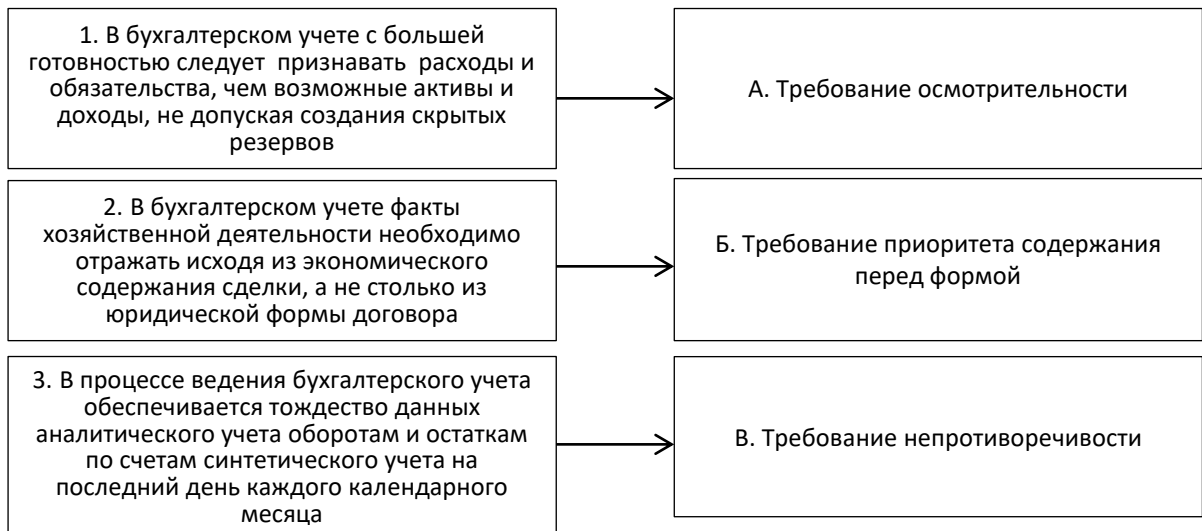 1. В бухгалтерском учете с большей
готовностью следует признавать расходы и
обязательства, чем возможные активы и
доходы, не допуская создания скрытых
резервов
А. Требование осмотрительности
2. В бухгалтерском учете факты
хозяйственной деятельности необходимо
отражать исходя из экономического
содержания сделки, а не столько из
юридической формы договора
Б. Требование приоритета содержания
перед формой
3. В процессе ведения бухгалтерского учета
обеспечивается тождество данных
аналитического учета оборотам и остаткам
по счетам синтетического учета на
последний день каждого календарного
месяца
В. Требование непротиворечивости